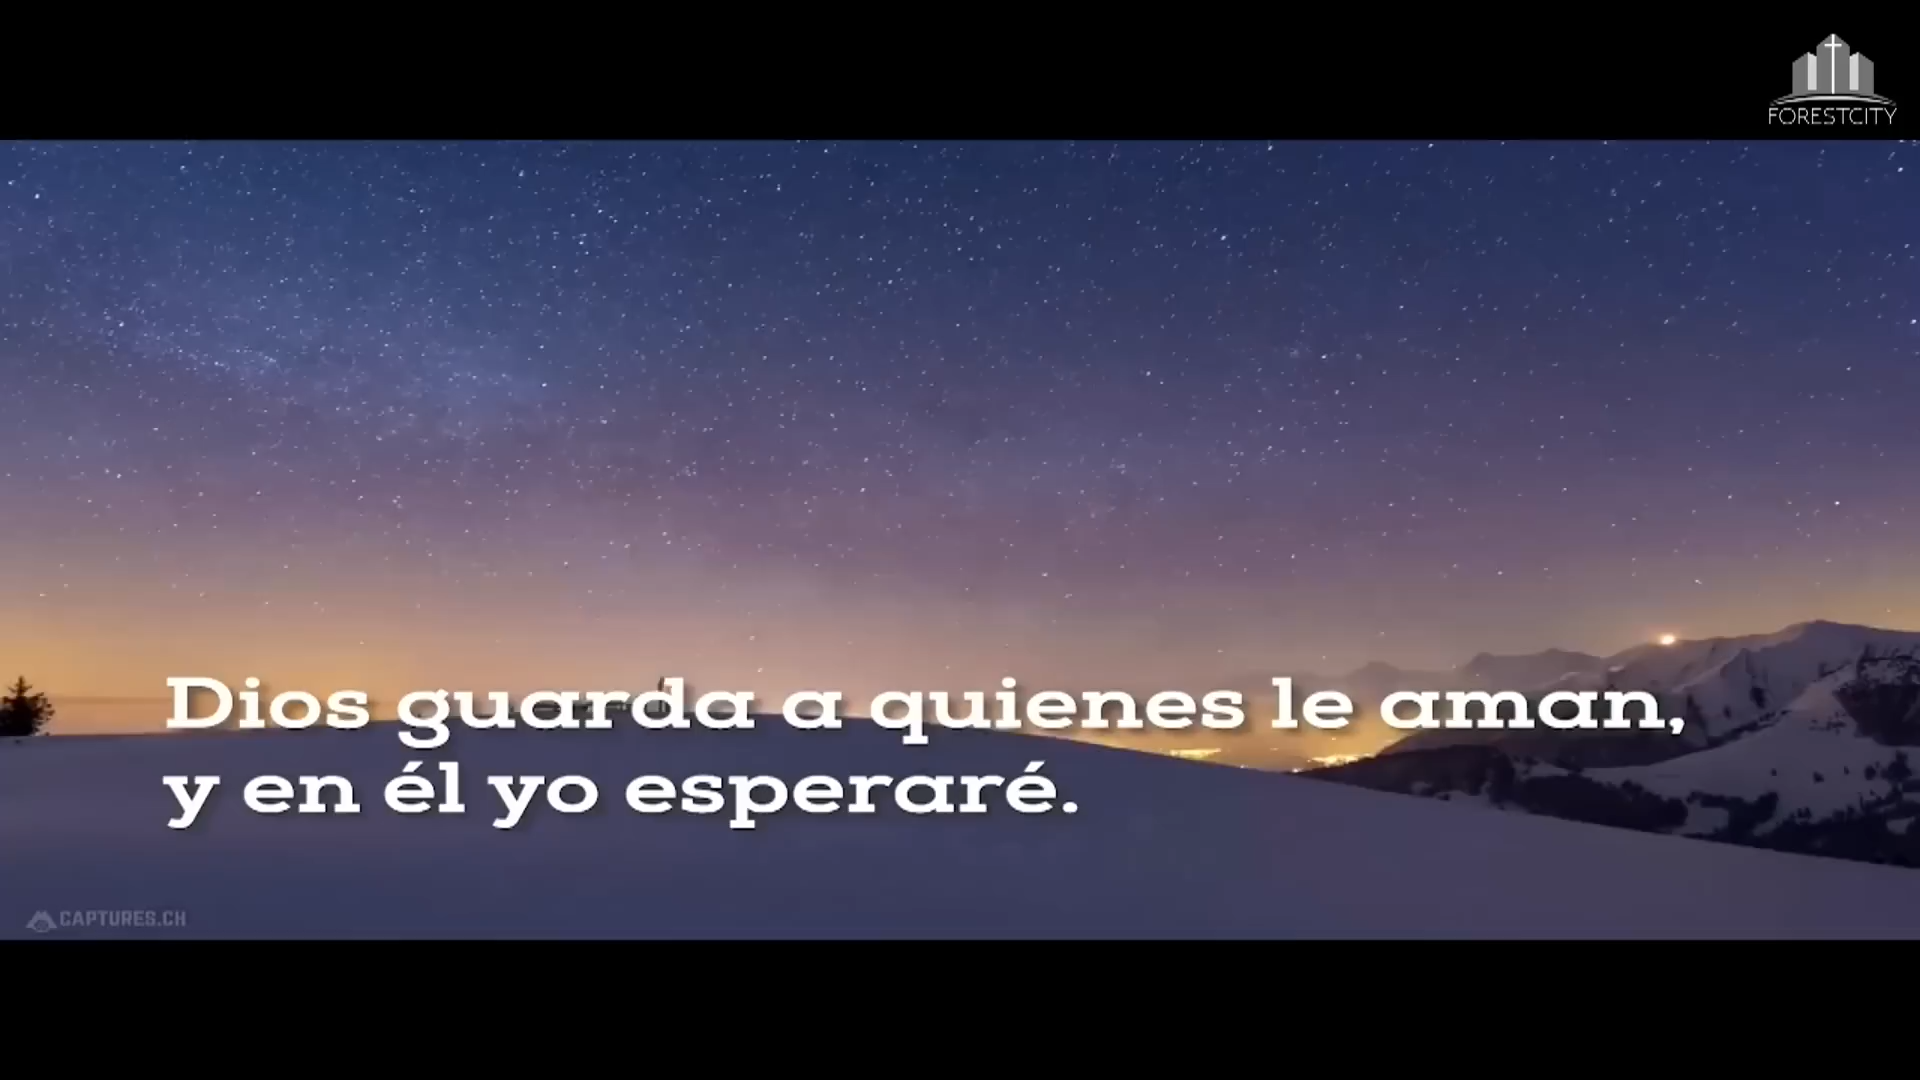 FORESTCITY
Dios guarda a quienes le aman,
y en él yo esperaré.
CAPTURES.CH